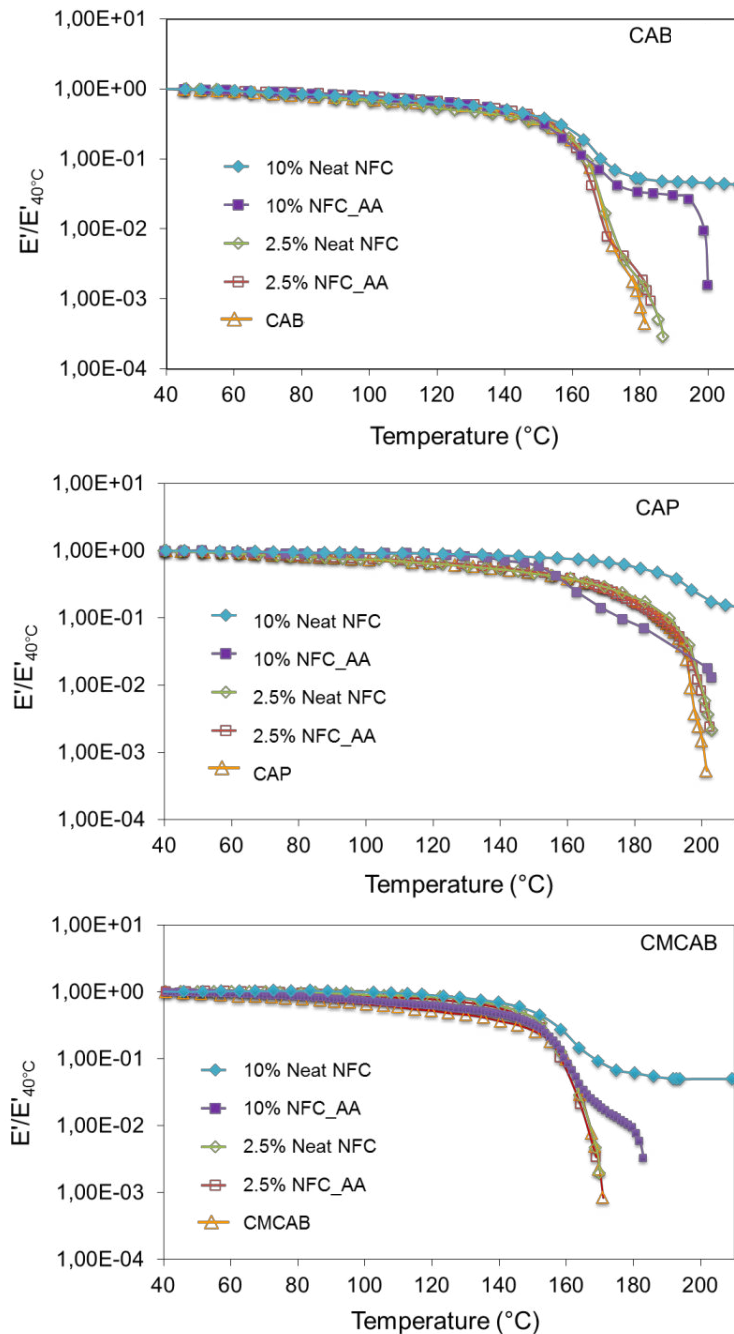 1,00E+01
CAB
1,00E+00
1,00E-01
1,00E-02
1,00E-03
1,00E-04
E'/E'40°C
10% Neat NFC
10% NFC_AA
2.5% Neat NFC
2.5% NFC_AA
CAB
40 60 80 100 120 140 160 180 200
Temperature (°C)
1,00E+01
CAP
1,00E+00
1,00E-01
1,00E-02
1,00E-03
1,00E-04
E'/E'40°C
10% Neat NFC
10% NFC_AA
2.5% Neat NFC
2.5% NFC_AA
CAP
40 60 80 100 120 140 160 180 200
Temperature (°C)
1,00E+01
CMCAB
1,00E+00
1,00E-01
1,00E-02
1,00E-03
1,00E-04
E'/E'40°C
10% Neat NFC
10% NFC_AA
2.5% Neat NFC
2.5% NFC_AA
CMCAB
40 60 80 100 120 140 160 180 200
Temperature (°C)